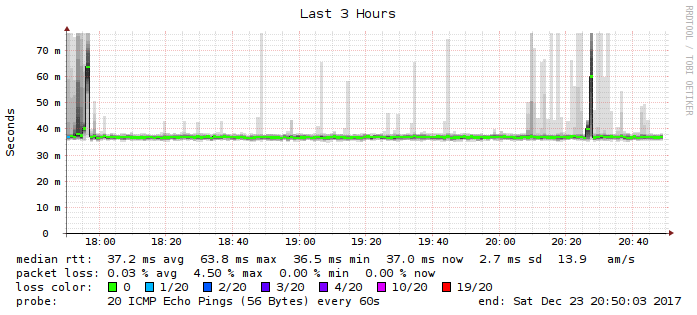 Last 3 Hours
RRDTOOL / TOBI OETIKER
Seconds
70 m
60 m
50 m
40 m
30 m
20 m
10 m
0
18:00 18:20 18:40 19:00 19:20 19:40 20:00 20:20 20:40
median rtt: 37.2 ms avg 63.8 ms max 36.5 ms min 37.0 ms now 2.7 ms sd 13.9 am/s
packet loss: 0.03 % avg 4.50 % max 0.00 % min 0.00 % now
loss color: 0 1/20 2/20 3/20 4/20 10/20 19/20
probe: 20 ICMP Echo Pings (56 Bytes) every 60s end: Sat Dec 23 20:50:03 2017